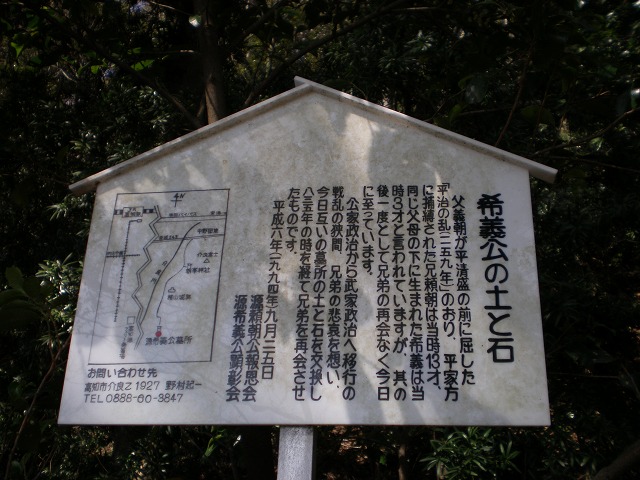 希義公の土と石
父義朝が平清盛の前に屈した
平治の乱(一一五九年)のおり、平家方
に捕縛された兄頼朝は当時13才、
同じ父母の下に生まれた希義は当
時3才と言われていますが、其の
後一度として兄弟の再会なく今日
に至っています。
公家政治から武家政治へ移行の
戦乱の狭間、兄弟の悲哀を想い、
今日互いの墓所の土と石を交換し
八三五年の時を経て兄弟を再会させ
たものです。
平成六年(一九九四年)九月二五日
源頼朝公報恩会
源希義公顕彰会
源希義公墓所
お問い合わせ先
高知市介良乙1927 野村起一
TEL 0888-60-3847